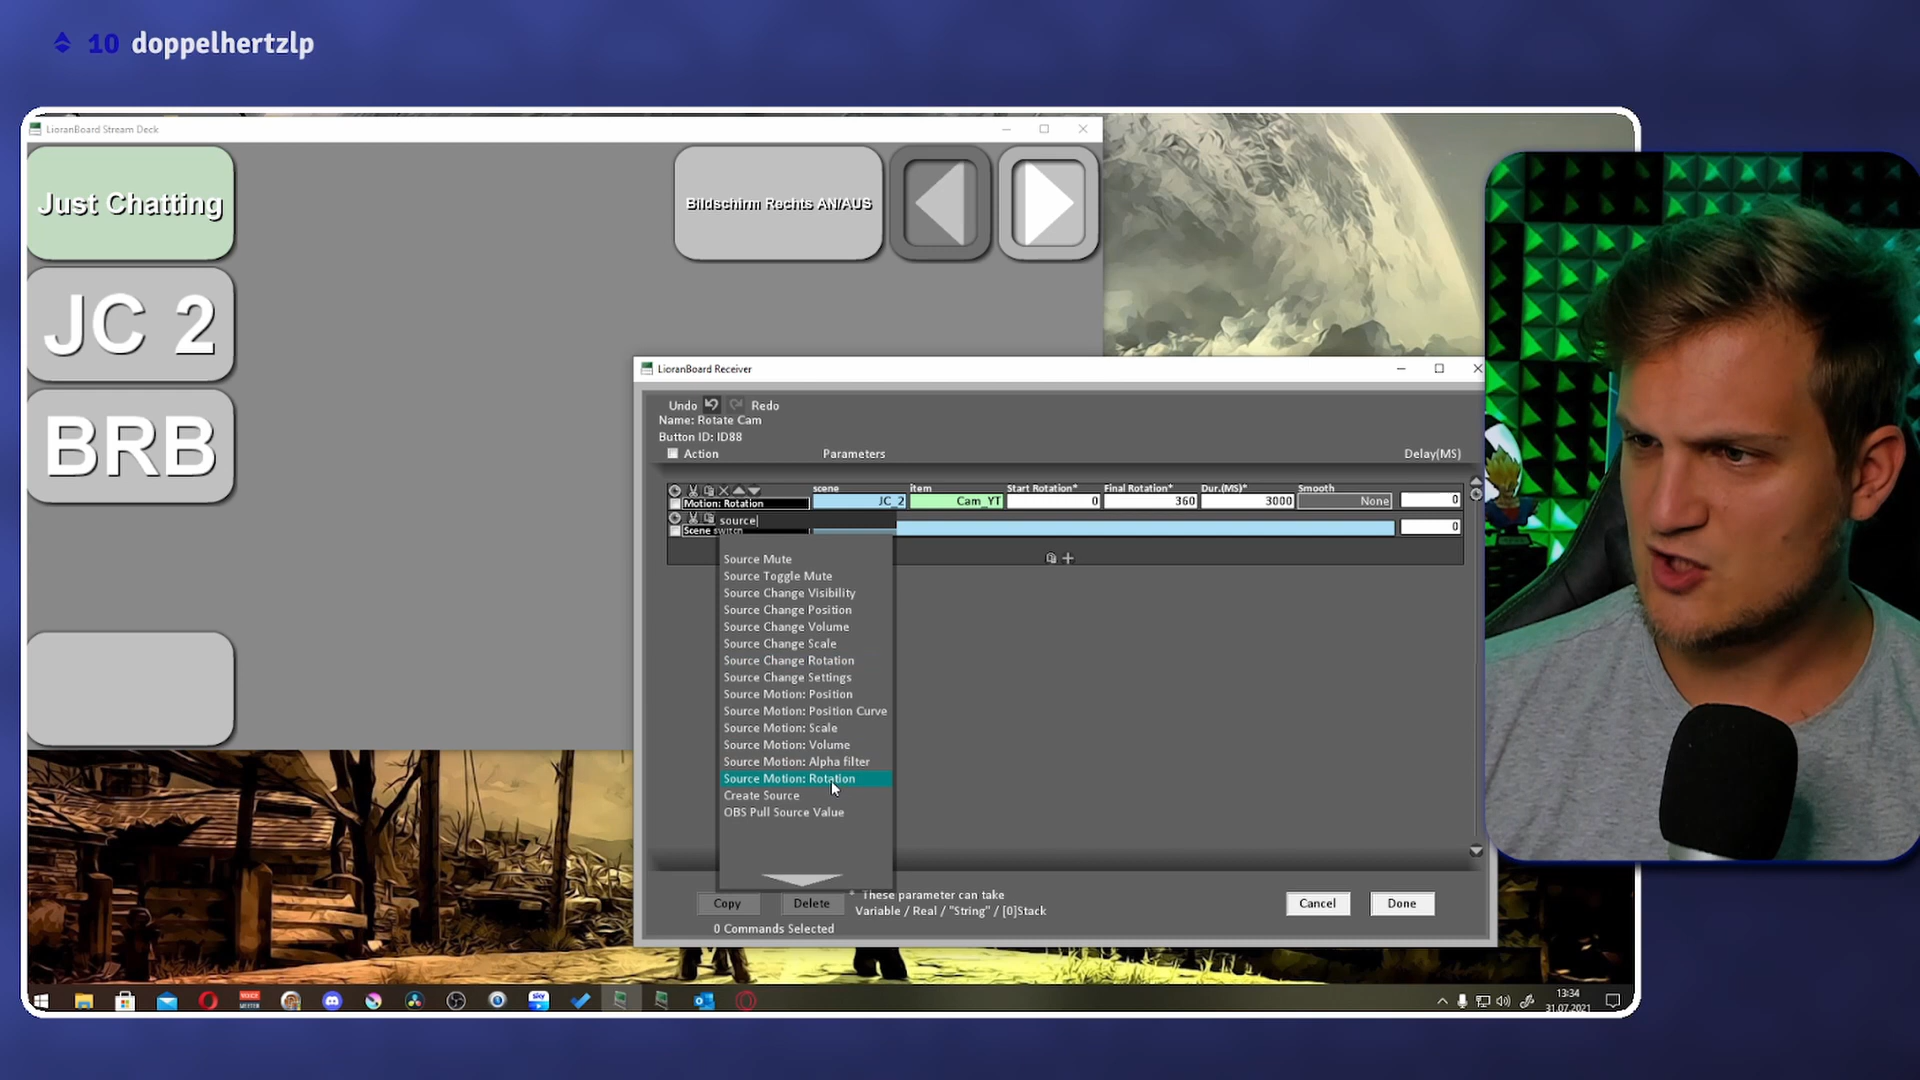 10 doppelhertzlp
LioranBoard Stream Deck
Just Chatting
JC 2
BRB
Bildschirm Rechts AN/AUS
LioranBoard Receiver
Undo Redo
Name: Rotate Cam
Button ID: ID88
Action Parameters Delay(MS)
scene item Start Rotation* Final Rotation* Dur.(MS)* Smooth
Motion: Rotation JC_2 Cam_YT 0 360 3000 None 0
source
Scene switch 0
Source Mute
Source Toggle Mute
Source Change Visibility
Source Change Position
Source Change Volume
Source Change Scale
Source Change Rotation
Source Change Settings
Source Motion: Position
Source Motion: Position Curve
Source Motion: Scale
Source Motion: Volume
Source Motion: Alpha filter
Source Motion: Rotation
Create Source
OBS Pull Source Value
* These parameter can take
Variable / Real / "String" / [0]Stack
Copy Delete Cancel Done
0 Commands Selected
13:34
31.07.2021